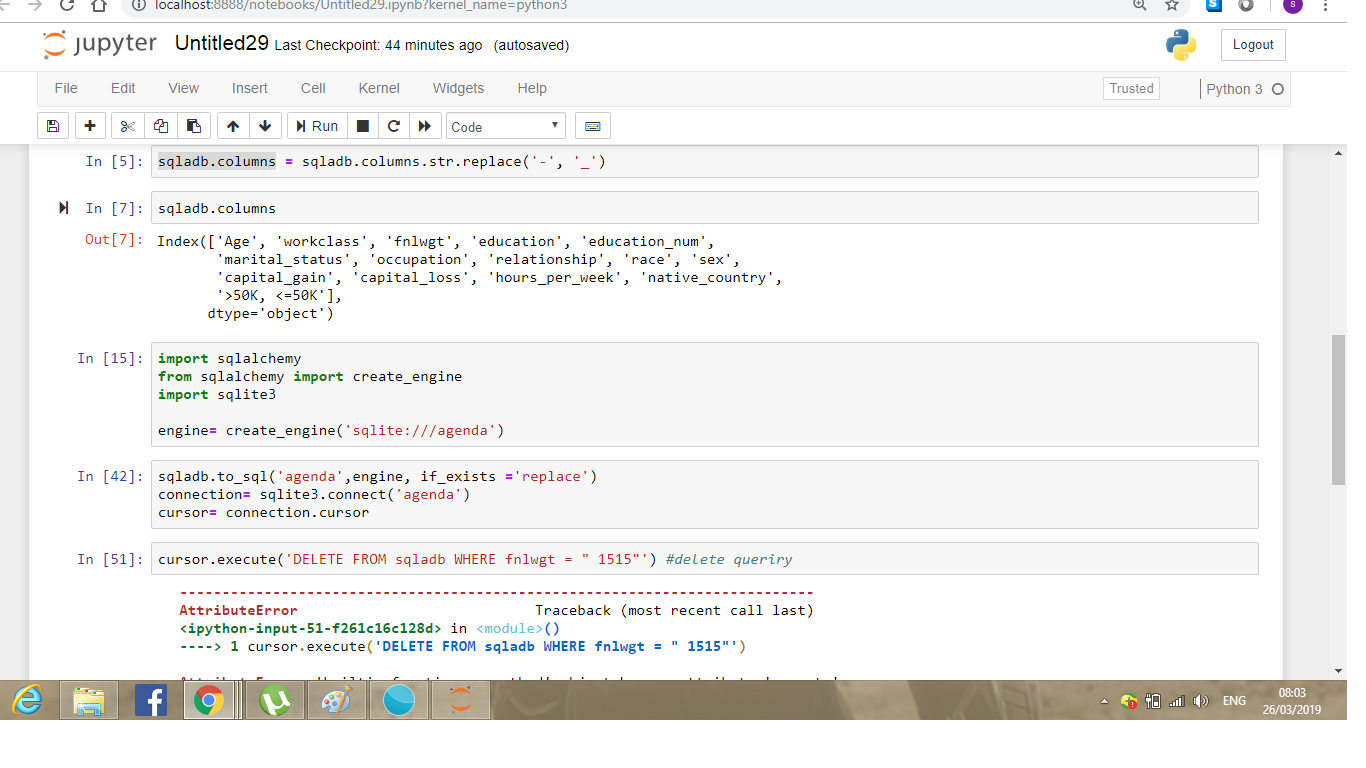 localhost:8888/notebooks/Untitled29.ipynb?kernel_name=python3
S
s
jupyter Untitled29 Last Checkpoint: 44 minutes ago (autosaved)
Logout
File Edit View Insert Cell Kernel Widgets Help
Trusted
Python 3
Run
Code
In [5]: sqladb.columns = sqladb.columns.str.replace('-', '_')
In [7]: sqladb.columns
Out[7]: Index(['Age', 'workclass', 'fnlwgt', 'education', 'education_num',
'marital_status', 'occupation', 'relationship', 'race', 'sex',
'capital_gain', 'capital_loss', 'hours_per_week', 'native_country',
'>50K, <=50K'],
dtype='object')
In [15]: import sqlalchemy
from sqlalchemy import create_engine
import sqlite3
engine= create_engine('sqlite:///agenda')
In [42]: sqladb.to_sql('agenda',engine, if_exists ='replace')
connection= sqlite3.connect('agenda')
cursor= connection.cursor
In [51]: cursor.execute('DELETE FROM sqladb WHERE fnlwgt = " 1515"') #delete queriry
---------------------------------------------------------------------------
AttributeError Traceback (most recent call last)
<ipython-input-51-f261c16c128d> in <module>()
----> 1 cursor.execute('DELETE FROM sqladb WHERE fnlwgt = " 1515"')
ENG
08:03
26/03/2019